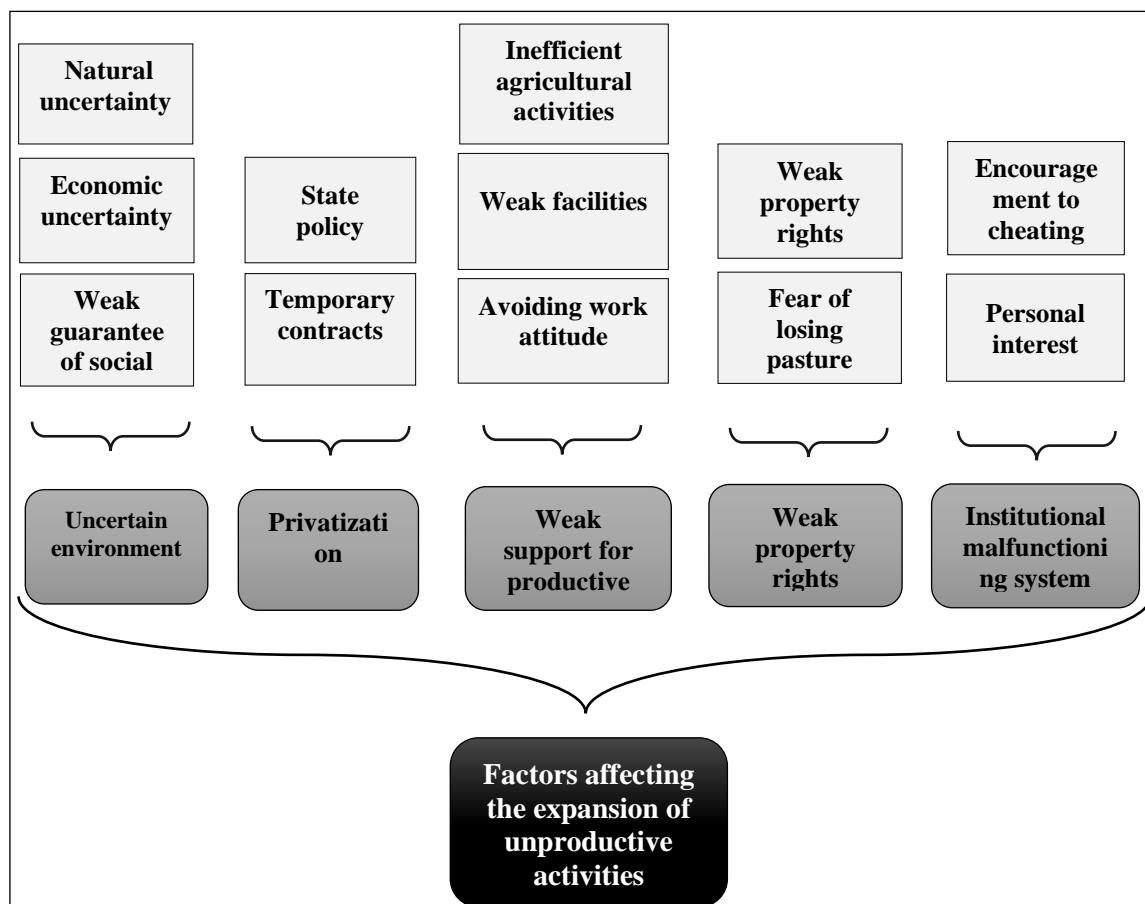 Natural
uncertainty
Economic
uncertainty
Weak
guarantee
of social
State
policy
Temporary
contracts
Inefficient
agricultural
activities
Weak facilities
Avoiding work
attitude
Weak
property
rights
Fear of
losing
pasture
Encourage
ment to
cheating
Personal
interest
Uncertain
environment
Privatizati
on
Weak
support for
productive
Weak
property
rights
Institutional
malfunctioni
ng system
Factors affecting
the expansion of
unproductive
activities